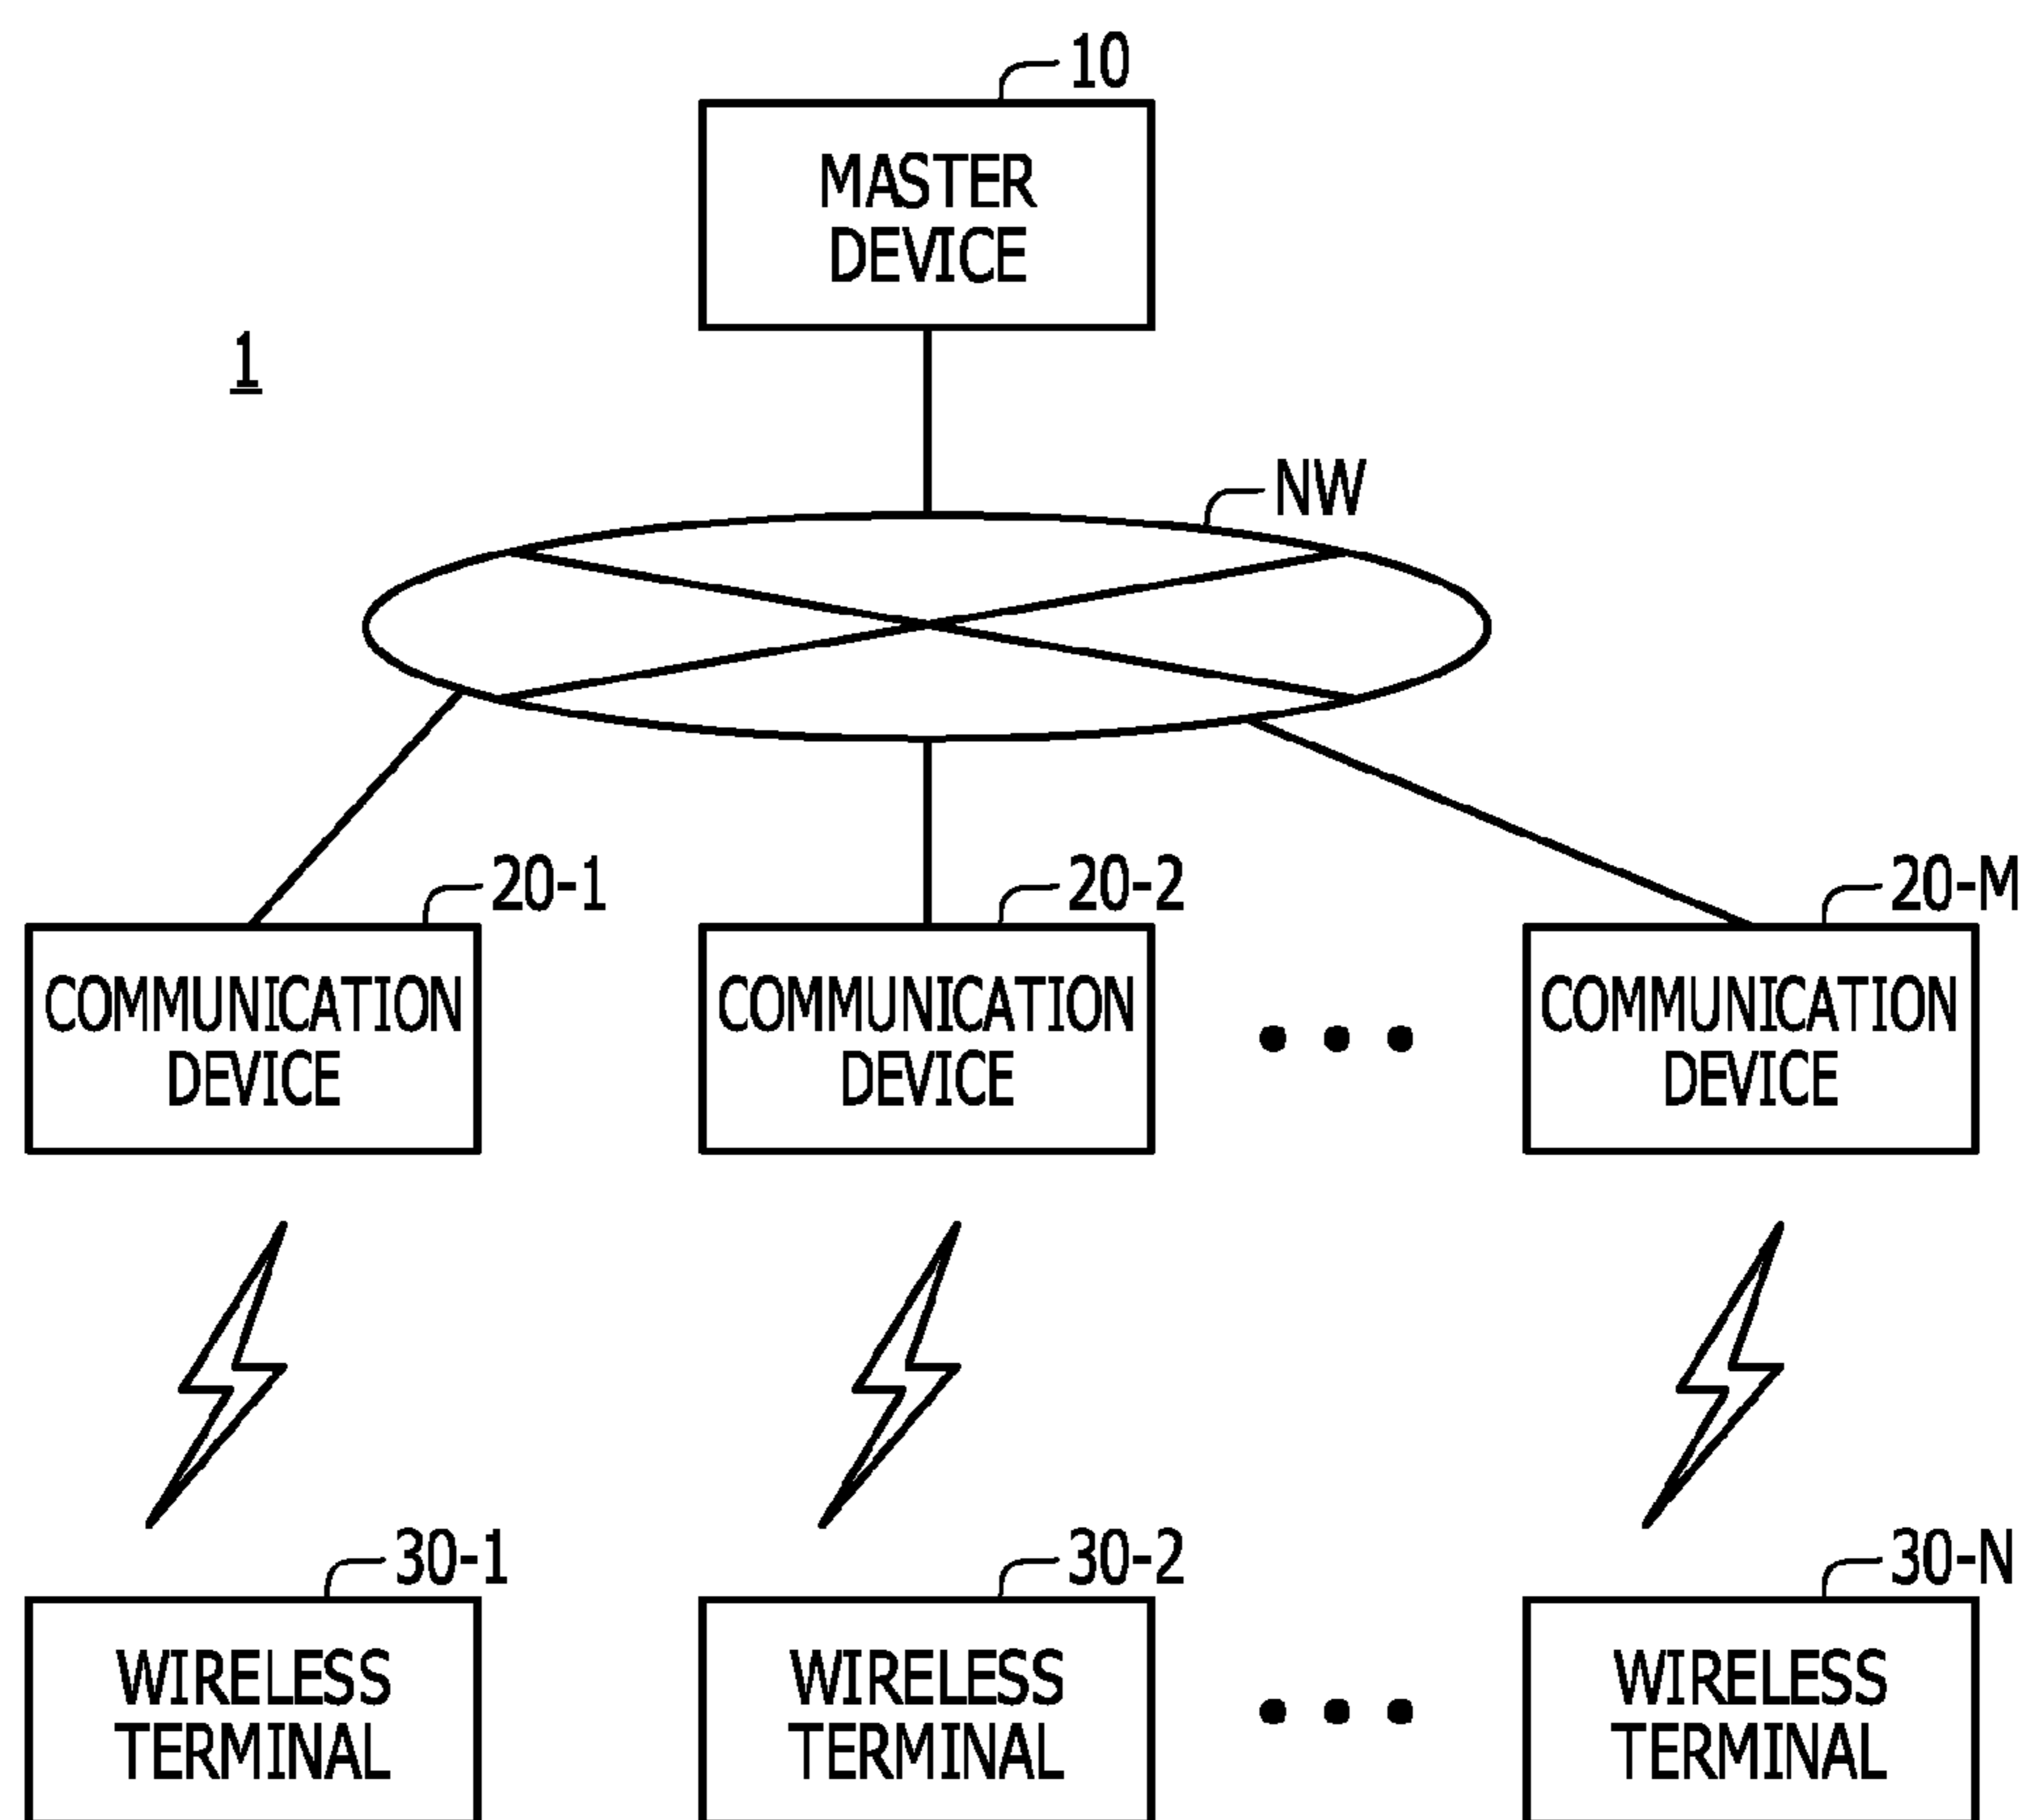 10
MASTER
DEVICE
1
NW
20-1
20-2
20-M
COMMUNICATION
DEVICE
COMMUNICATION
DEVICE
COMMUNICATION
DEVICE
30-1
30-2
30-N
WIRELESS
TERMINAL
WIRELESS
TERMINAL
WIRELESS
TERMINAL